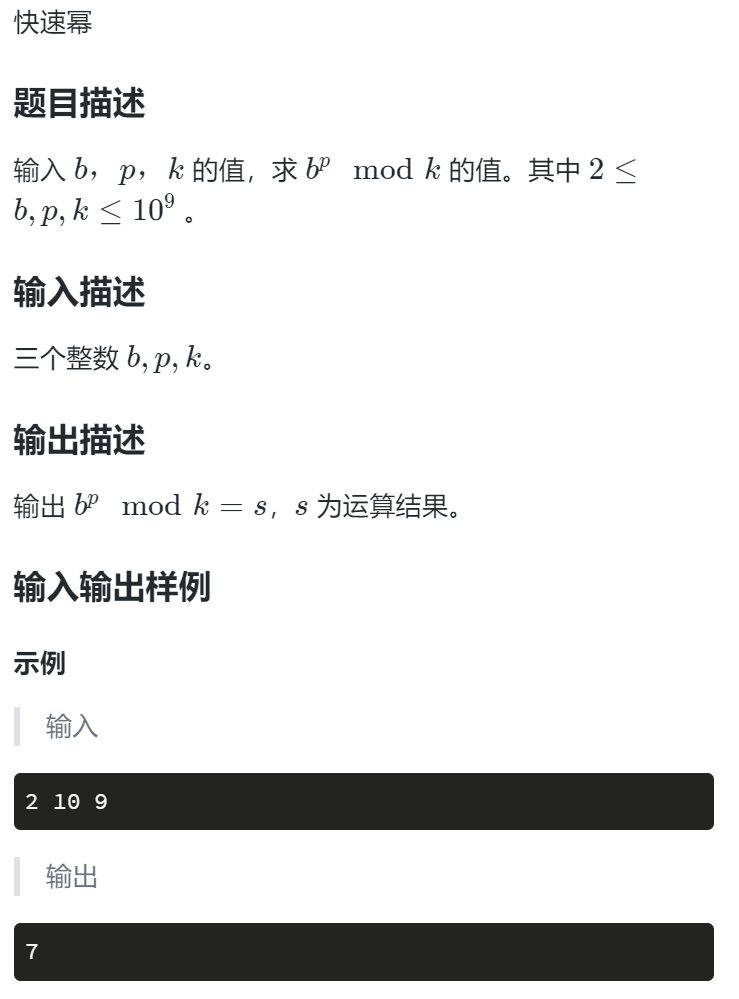 快速幂
题目描述
输入 b， p， k 的值，求 b^p mod k 的值。其中 2 ≤
b, p, k ≤ 10^9 。
输入描述
三个整数 b, p, k。
输出描述
输出 b^p mod k = s，s 为运算结果。
输入输出样例
示例
输入
2 10 9
输出
7